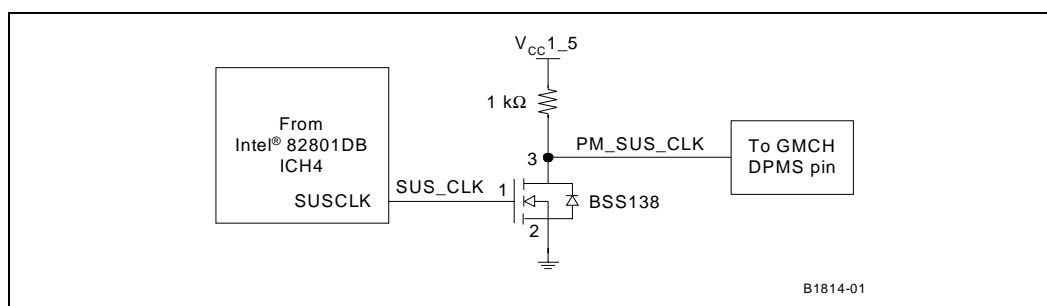 V_CC1_5
1 kΩ
From
Intel® 82801DB
ICH4
SUSCLK
SUS_CLK
1
3
2
PM_SUS_CLK
BSS138
To GMCH
DPMS pin
B1814-01